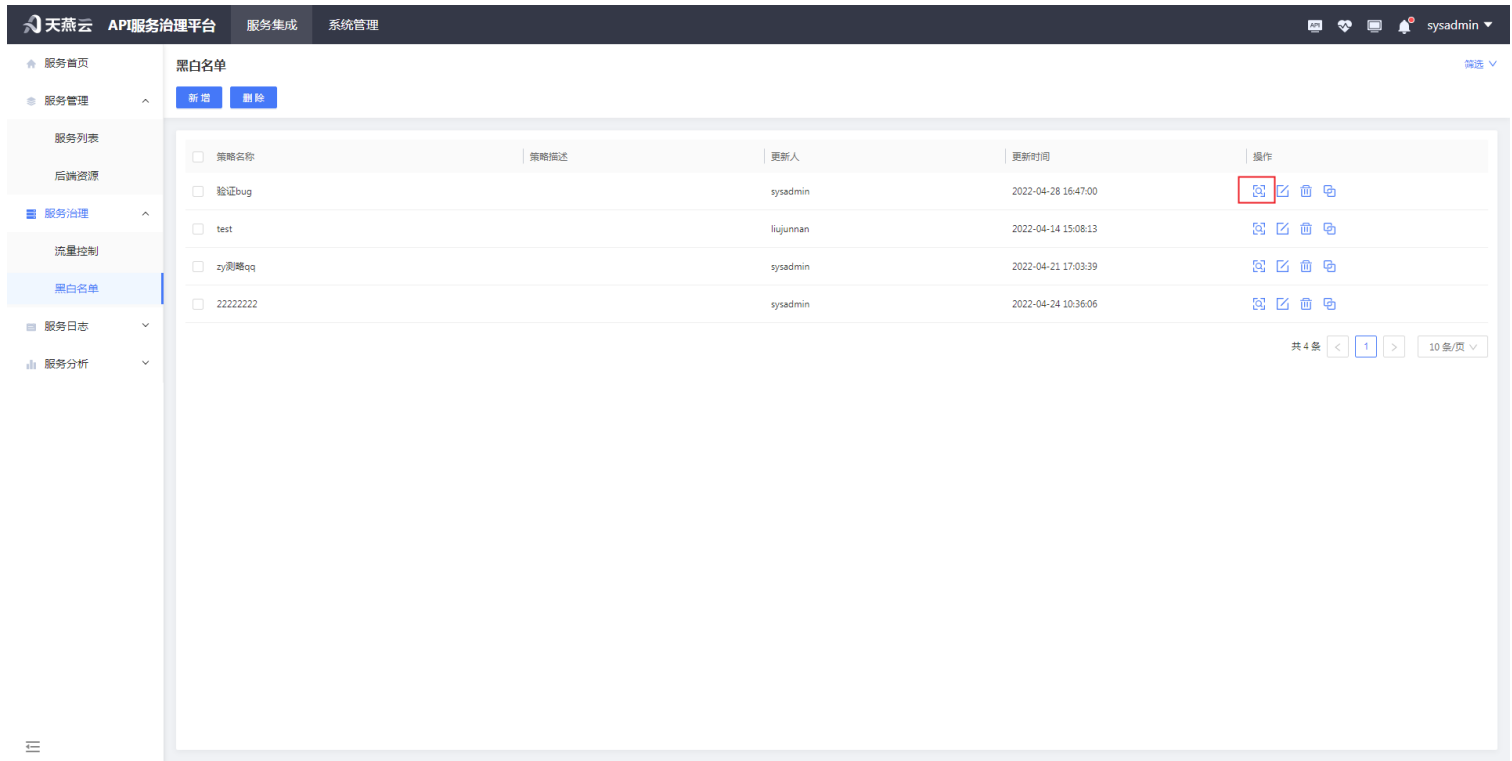 天燕云 API服务治理平台 服务集成 系统管理 API sysadmin
服务首页
服务管理
服务列表
后端资源
服务治理
流量控制
黑白名单
服务日志
服务分析
黑白名单 筛选
新增 删除
策略名称 策略描述 更新人 更新时间 操作
验证bug sysadmin 2022-04-28 16:47:00
test liujunnan 2022-04-14 15:08:13
zy测略qq sysadmin 2022-04-21 17:03:39
22222222 sysadmin 2022-04-24 10:36:06
共 4 条 < 1 > 10 条/页